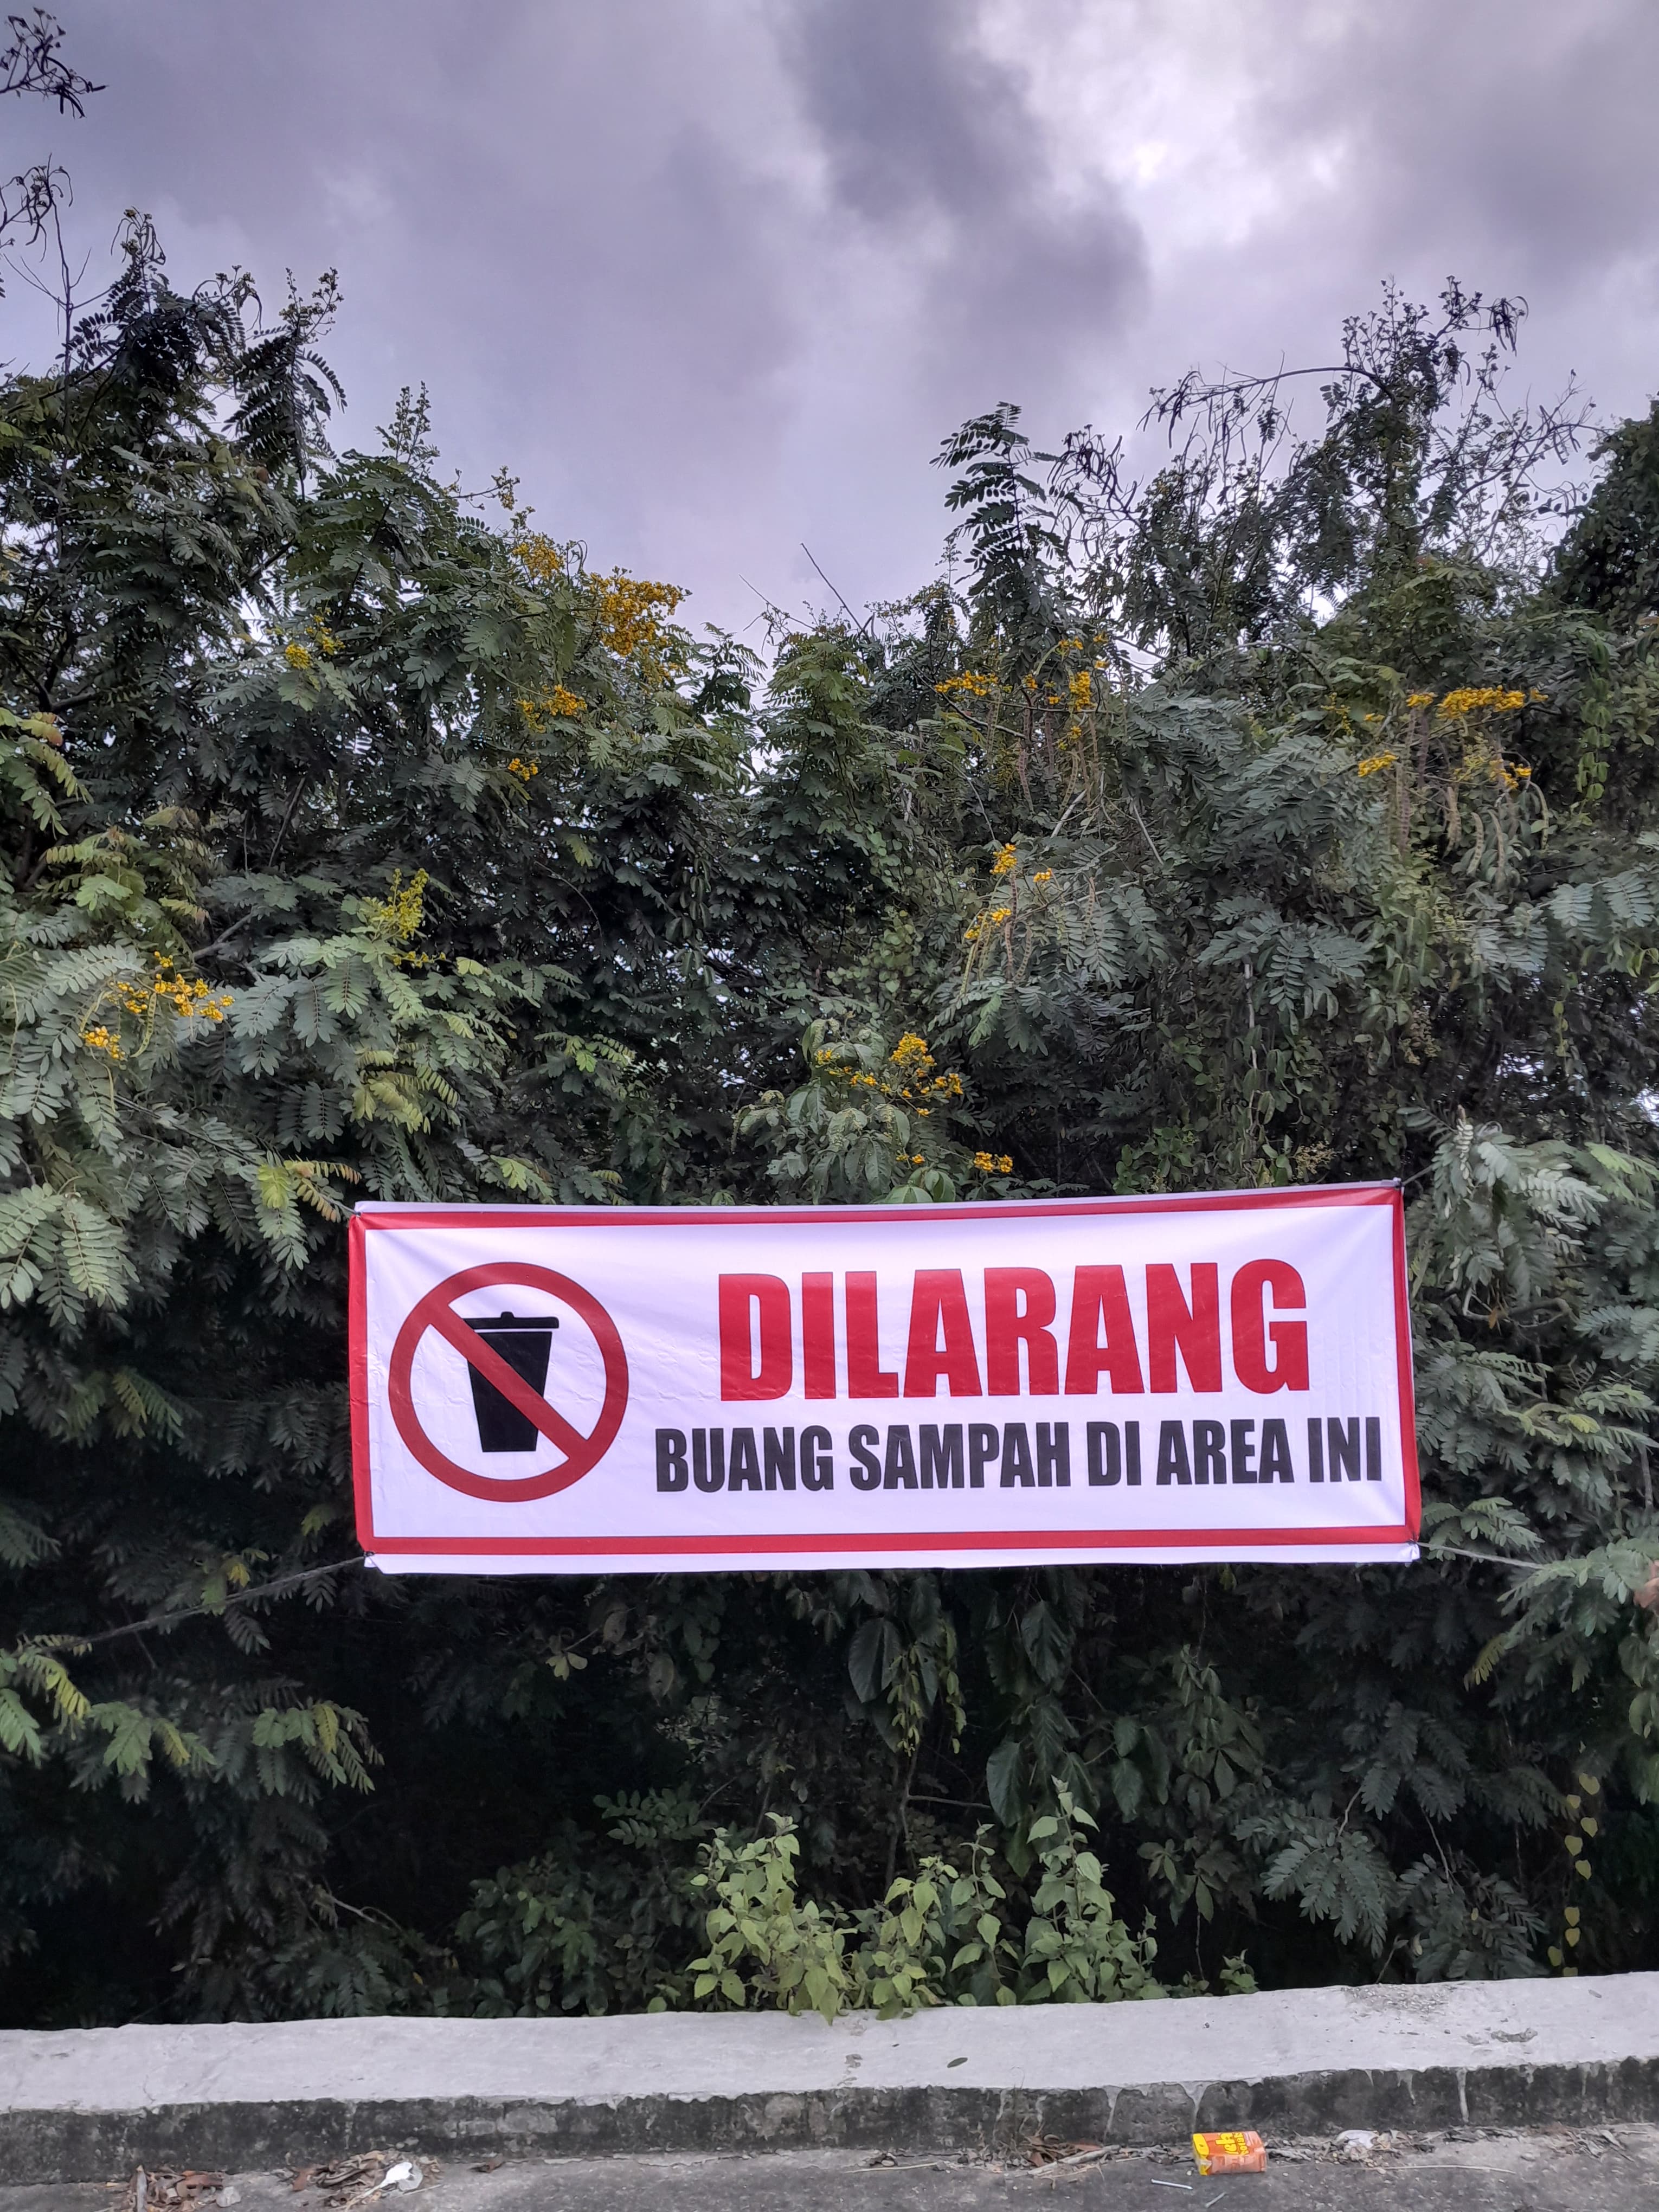 DILARANG
BUANG SAMPAH DI AREA INI